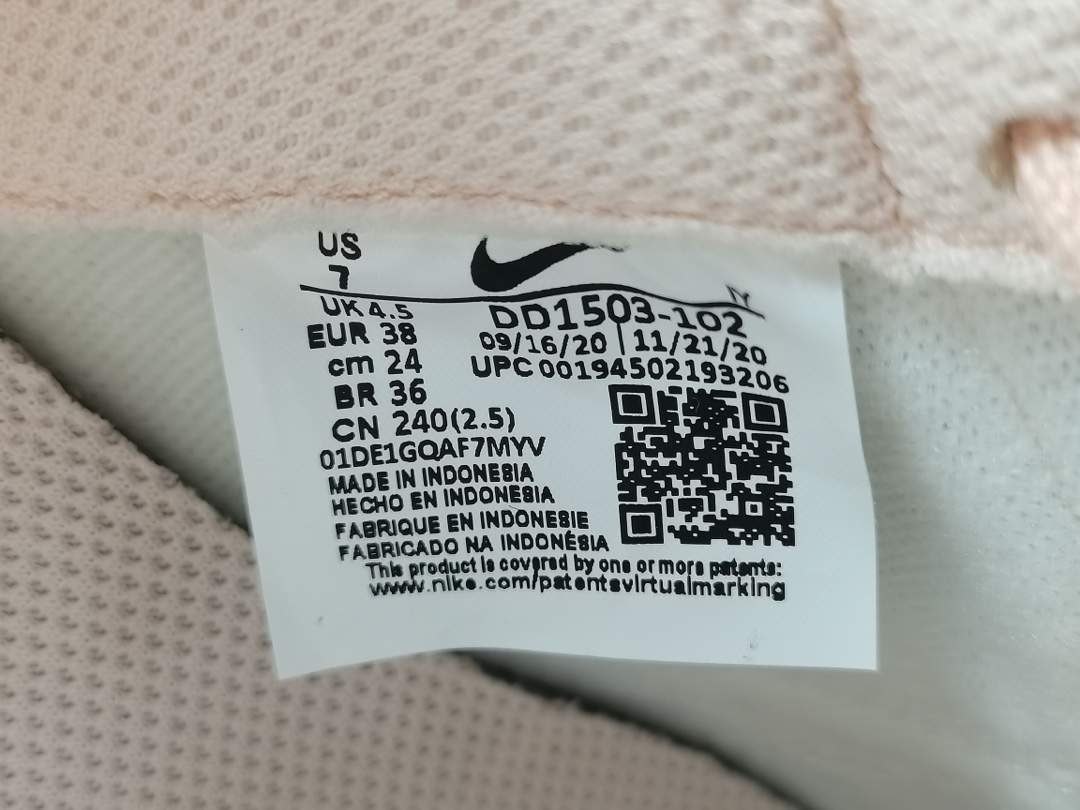 US
7
UK 4.5
EUR 38
cm 24
BR 36
CN 240(2.5)
01DE1GQAF7MYV
MADE IN INDONESIA
HECHO EN INDONESIA
FABRIQUE EN INDONESIE
FABRICADO NA INDONÉSIA
DD1503-102
09/16/20 | 11/21/20
UPC 00194502193206
This product is covered by one or more patents:
www.nike.com/patentsvirtualmarking